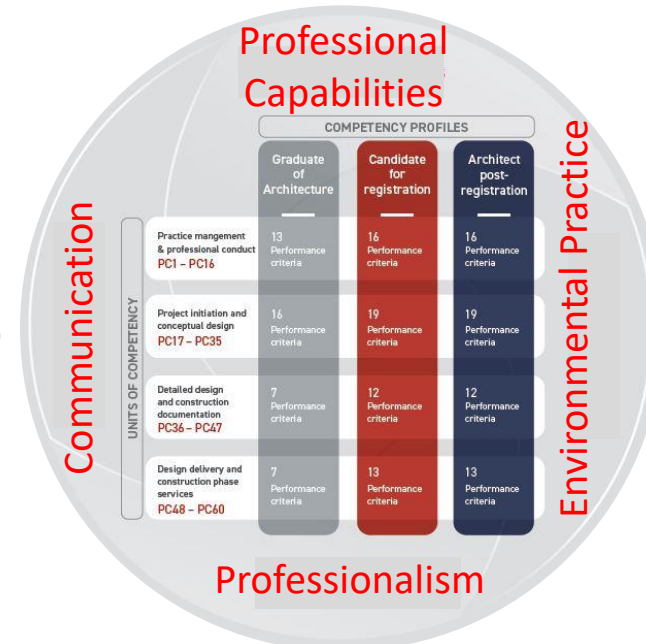 Professional
Capabilities
COMPETENCY PROFILES
Graduate
of
Architecture
Candidate
for
registration
Architect
post-
registration
Communication
UNITS OF COMPETENCY
Practice mangement
& professional conduct
PC1 – PC16
13
Performance
criteria
16
Performance
criteria
16
Performance
criteria
Project initiation and
conceptual design
PC17 – PC35
16
Performance
criteria
19
Performance
criteria
19
Performance
criteria
Detailed design
and construction
documentation
PC36 – PC47
7
Performance
criteria
12
Performance
criteria
12
Performance
criteria
Design delivery and
construction phase
services
PC48 – PC60
7
Performance
criteria
13
Performance
criteria
13
Performance
criteria
Environmental Practice
Professionalism